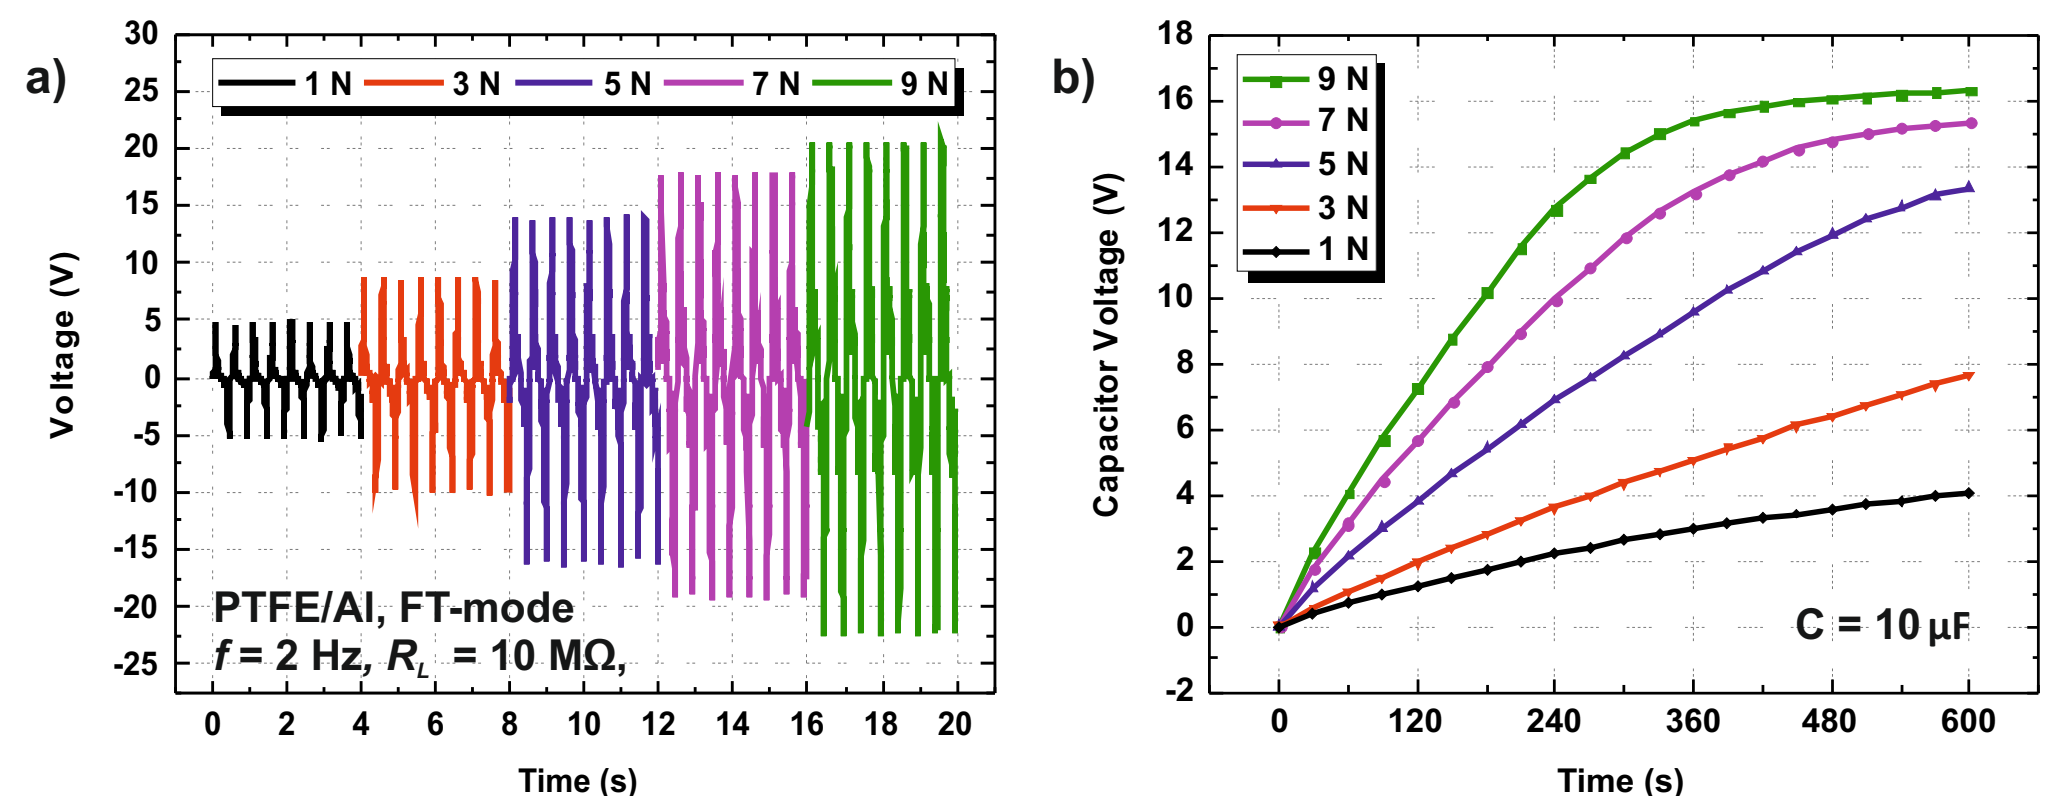 a)
30
25
20
15
10
5
0
-5
-10
-15
-20
-25
Voltage (V)
1 N 3 N 5 N 7 N 9 N
PTFE/Al, FT-mode
f = 2 Hz, R_L = 10 MΩ,
0 2 4 6 8 10 12 14 16 18 20
Time (s)
b)
18
16
14
12
10
8
6
4
2
0
-2
Capacitor Voltage (V)
9 N
7 N
5 N
3 N
1 N
C = 10 µF
0 120 240 360 480 600
Time (s)